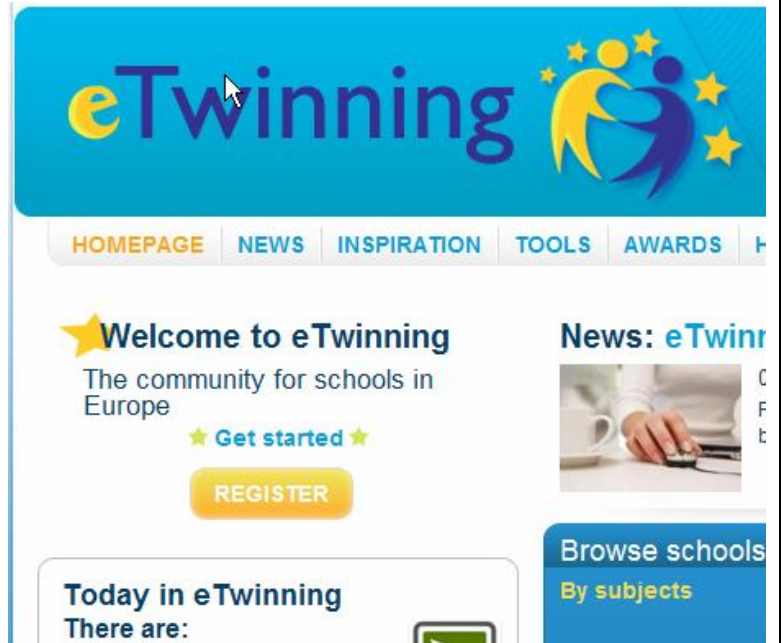 eTwinning
HOMEPAGE NEWS INSPIRATION TOOLS AWARDS H
Welcome to eTwinning
The community for schools in
Europe
Get started
REGISTER
Today in eTwinning
There are:
News: eTwinn
Browse schools
By subjects